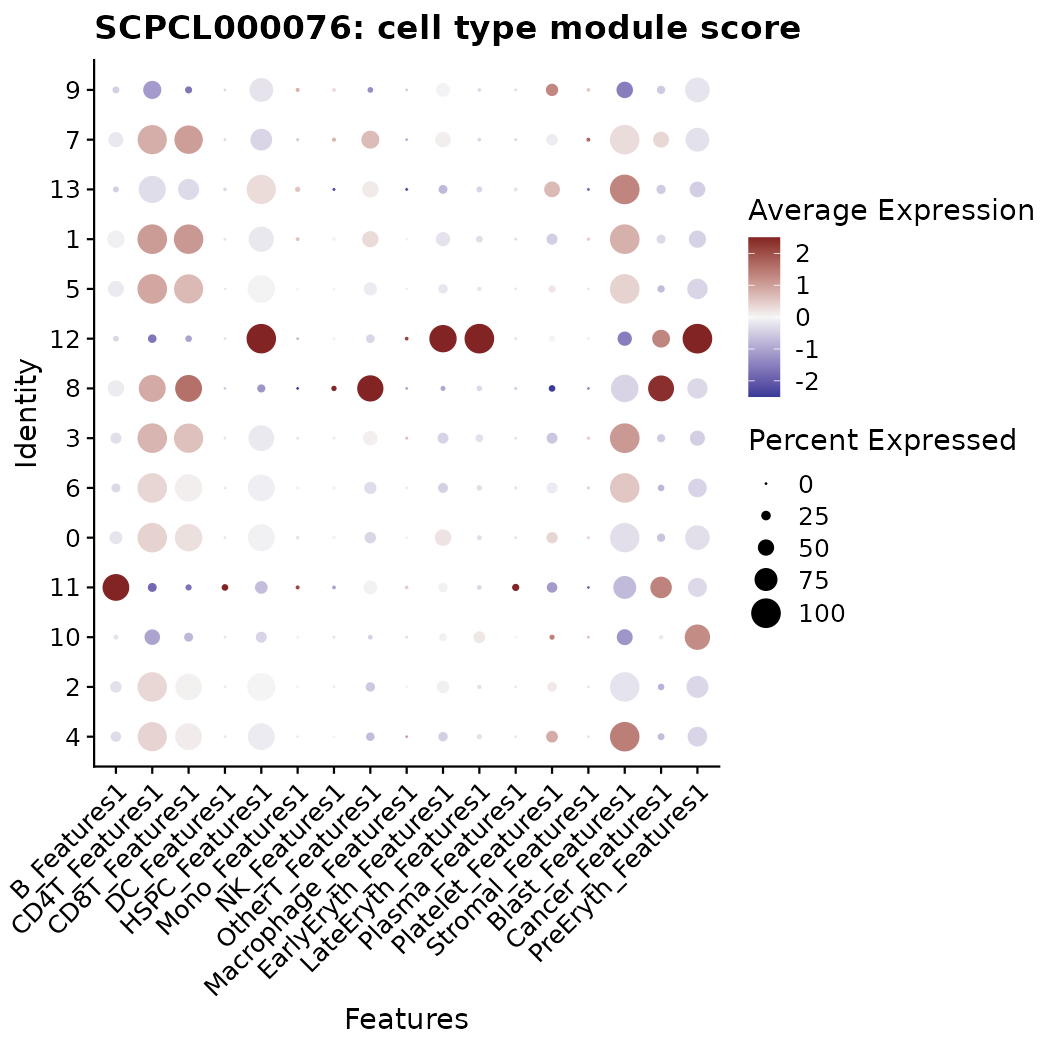 SCPCL000076: cell type module score
9
7
13
1
5
12
8
3
6
0
11
10
2
4
Identity
B_Features1
CD4T_Features1
CD8T_Features1
DC_Features1
HSPC_Features1
Mono_Features1
NK_Features1
OtherT_Features1
Macrophage_Features1
EarlyEryth_Features1
LateEryth_Features1
Plasma_Features1
Platelet_Features1
Stromal_Features1
Blast_Features1
Cancer_Features1
PreEryth_Features1
Features
Average Expression
2
1
0
-1
-2
Percent Expressed
0
25
50
75
100